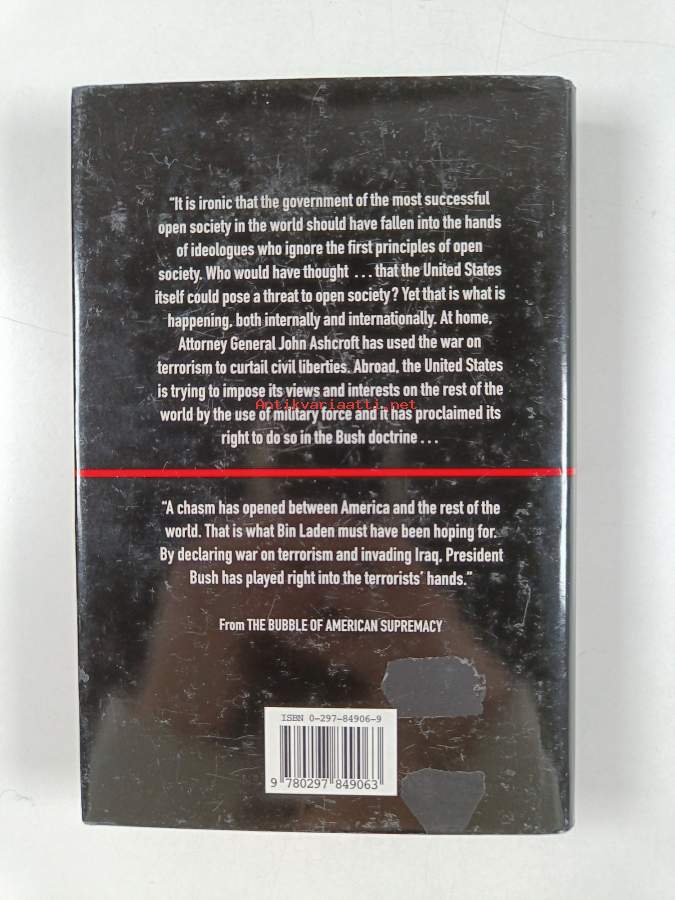 “It is ironic that the government of the most successful
open society in the world should have fallen into the hands
of ideologues who ignore the first principles of open
society. Who would have thought ... that the United States
itself could pose a threat to open society? Yet that is what is
happening, both internally and internationally. At home,
Attorney General John Ashcroft has used the war on
terrorism to curtail civil liberties. Abroad, the United States
is trying to impose its views and interests on the rest of the
Antikvariaatti.net
world by the use of military force and it has proclaimed its
right to do so in the Bush doctrine ...
“A chasm has opened between America and the rest of the
world. That is what Bin Laden must have been hoping for.
By declaring war on terrorism and invading Iraq, President
Bush has played right into the terrorists’ hands.”
From THE BUBBLE OF AMERICAN SUPREMACY
ISBN 0-297-84906-9
9 780297 849063